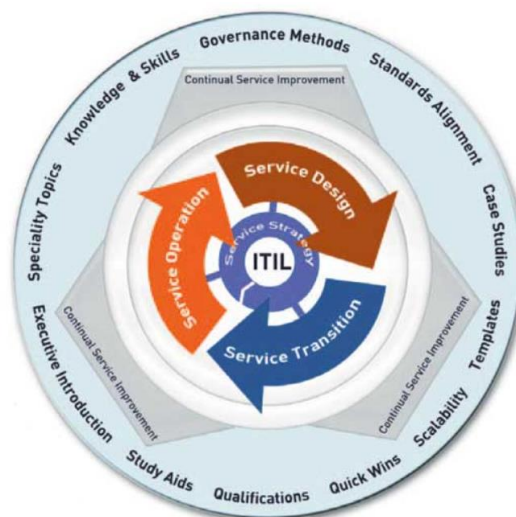 Governance Methods
Standards Alignment
Case Studies
Templates
Scalability
Quick Wins
Qualifications
Study Aids
Executive Introduction
Speciality Topics
Knowledge & Skills
Continual Service Improvement
Continual Service Improvement
Continual Service Improvement
Service Design
Service Transition
Service Operation
Service Strategy
ITIL